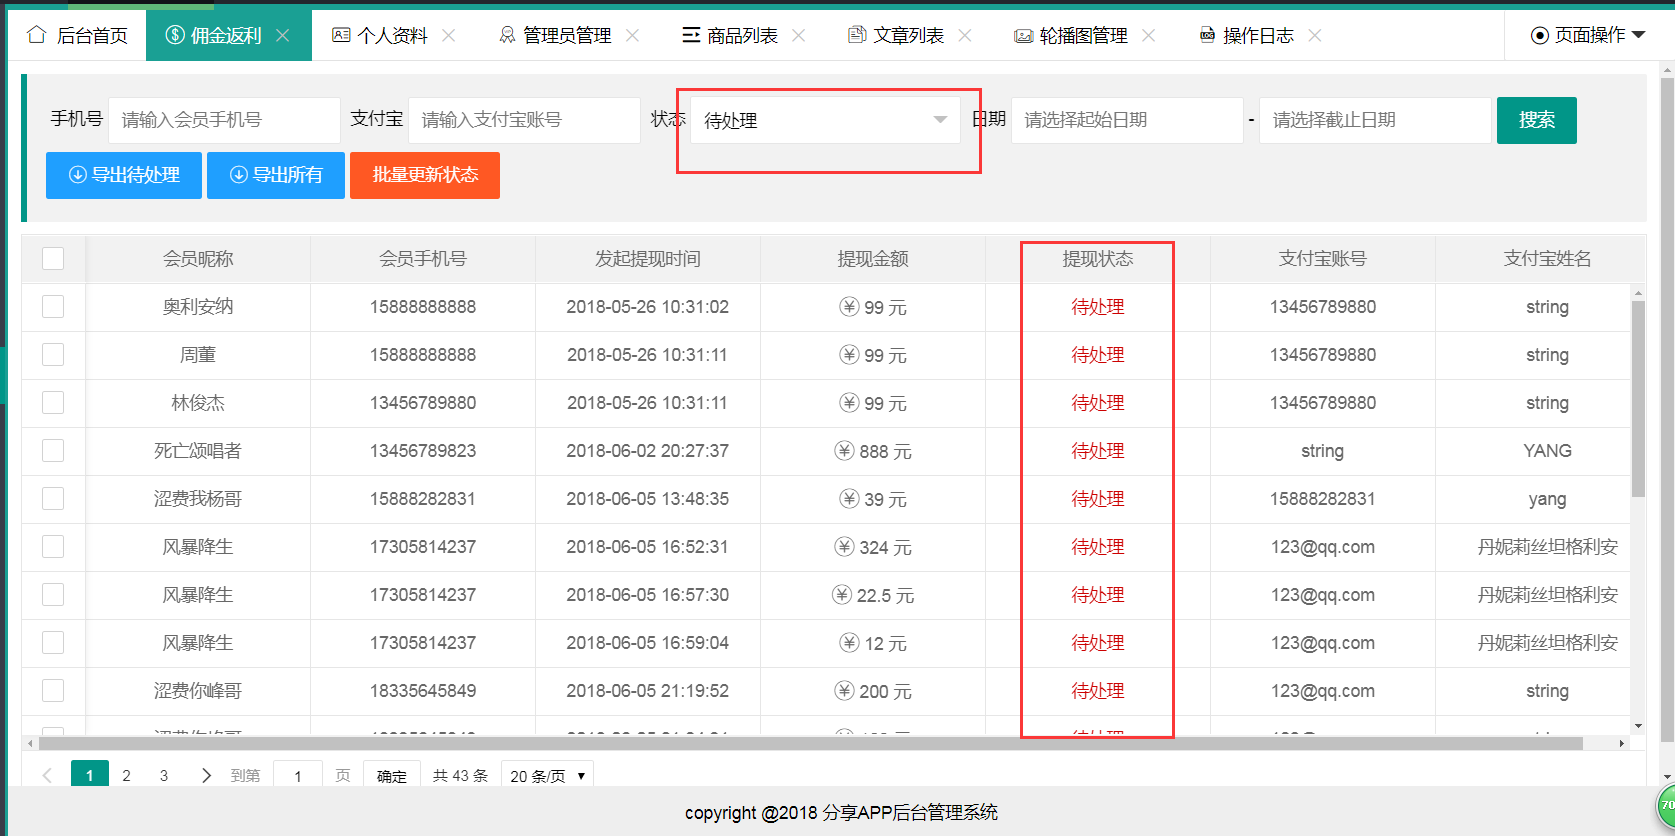 后台首页 佣金返利 个人资料 管理员管理 商品列表 文章列表 轮播图管理 操作日志 页面操作
手机号 请输入会员手机号 支付宝 请输入支付宝账号 状态 待处理 日期 请选择起始日期 - 请选择截止日期 搜索
导出待处理 导出所有 批量更新状态
会员昵称 会员手机号 发起提现时间 提现金额 提现状态 支付宝账号 支付宝姓名
奥利安纳 15888888888 2018-05-26 10:31:02 ¥ 99 元 待处理 13456789880 string
周董 15888888888 2018-05-26 10:31:11 ¥ 99 元 待处理 13456789880 string
林俊杰 13456789880 2018-05-26 10:31:11 ¥ 99 元 待处理 13456789880 string
死亡颂唱者 13456789823 2018-06-02 20:27:37 ¥ 888 元 待处理 string YANG
涩费我杨哥 15888282831 2018-06-05 13:48:35 ¥ 39 元 待处理 15888282831 yang
风暴降生 17305814237 2018-06-05 16:52:31 ¥ 324 元 待处理 123@qq.com 丹妮莉丝坦格利安
风暴降生 17305814237 2018-06-05 16:57:30 ¥ 22.5 元 待处理 123@qq.com 丹妮莉丝坦格利安
风暴降生 17305814237 2018-06-05 16:59:04 ¥ 12 元 待处理 123@qq.com 丹妮莉丝坦格利安
涩费你峰哥 18335645849 2018-06-05 21:19:52 ¥ 200 元 待处理 123@qq.com string
1 2 3 到第 1 页 确定 共 43 条 20 条/页
copyright @2018 分享APP后台管理系统
70